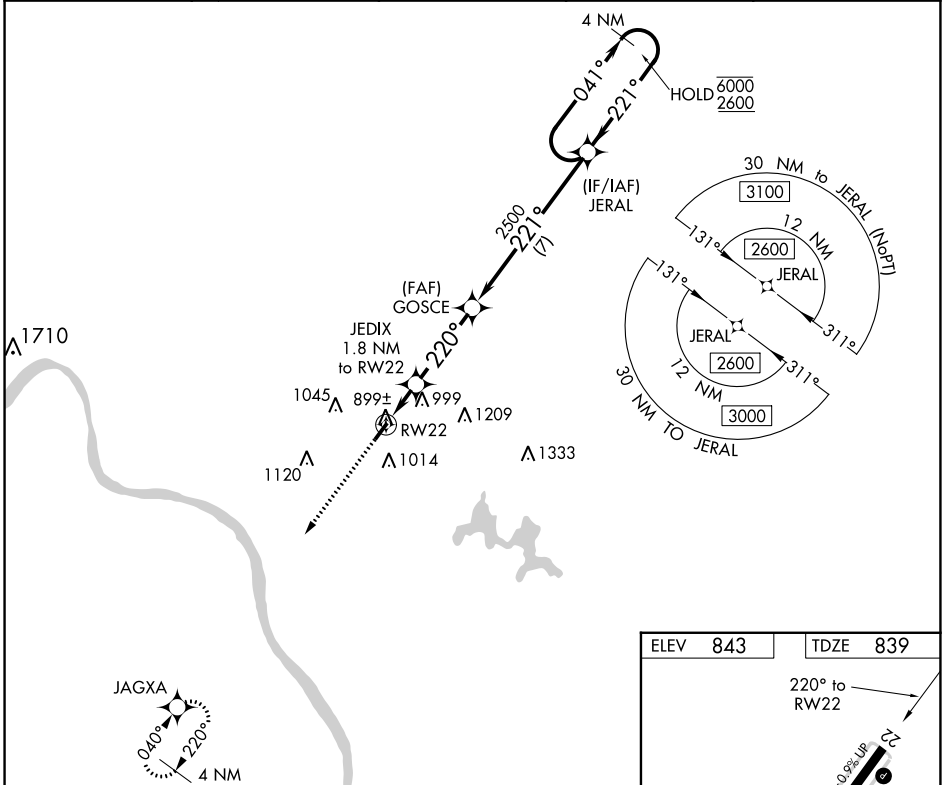 4 NM
041°
221°
HOLD 6000
2600
(IF/IAF)
JERAL
2500
221°
(7)
(FAF)
GOSCE
220°
JEDIX
1.8 NM
to RW22
1710
1045
899±
999
1209
RW22
1120
1014
1333
30 NM to JERAL (NoPT)
3100
131°
12 NM
2600
JERAL
311°
131°
JERAL
2600
311°
12 NM
3000
30 NM TO JERAL
JAGXA
040°
220°
4 NM
ELEV 843
TDZE 839
220° to
RW22
22
0.9% UP
P